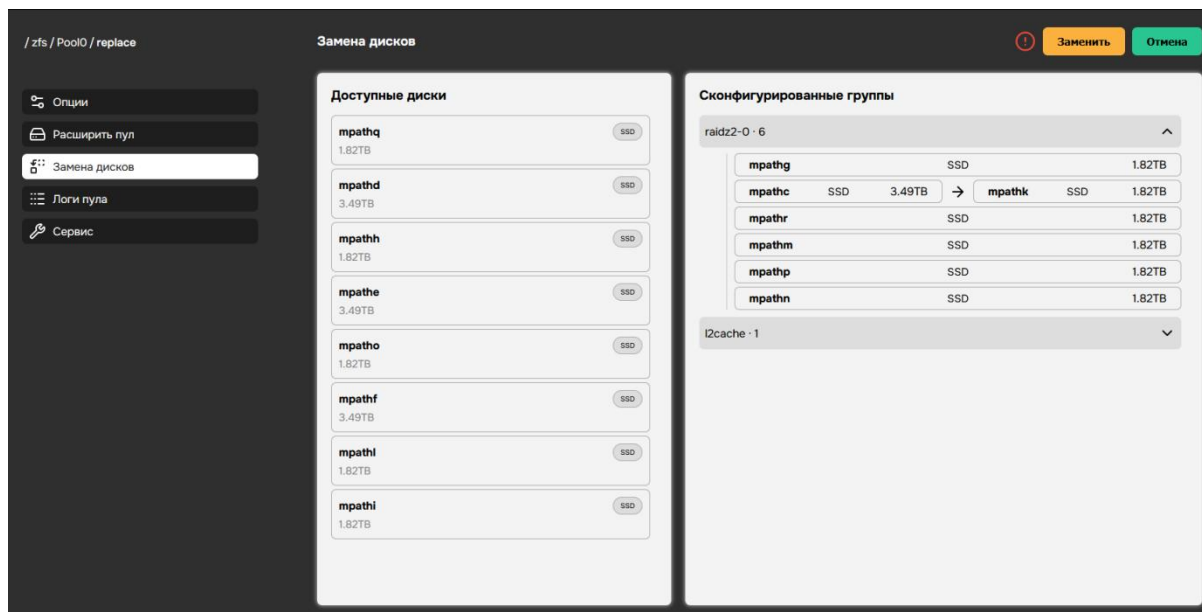 / zfs / Pool0 / replace
Замена дисков
Заменить
Отмена
Опции
Расширить пул
Замена дисков
Логи пула
Сервис
Доступные диски
mpathq SSD
1.82TB
mpathd SSD
3.49TB
mpathh SSD
1.82TB
mpathe SSD
3.49TB
mpatho SSD
1.82TB
mpathf SSD
3.49TB
mpathl SSD
1.82TB
mpathi SSD
1.82TB
Сконфигурированные группы
raidz2-0 · 6
mpathg SSD 1.82TB
mpathc SSD 3.49TB → mpathk SSD 1.82TB
mpathr SSD 1.82TB
mpathm SSD 1.82TB
mpathp SSD 1.82TB
mpathn SSD 1.82TB
l2cache · 1